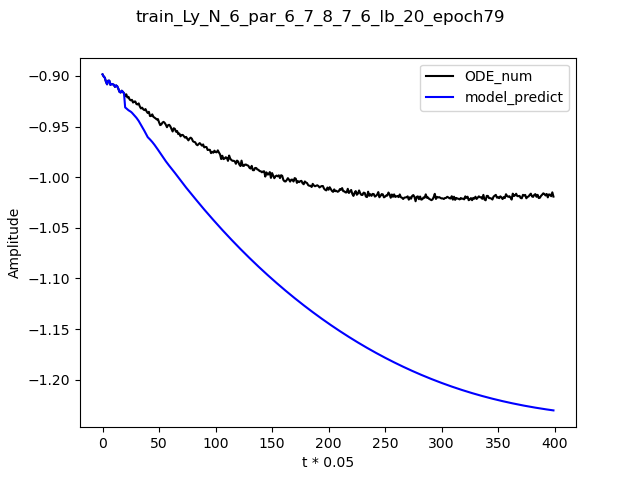 train_Ly_N_6_par_6_7_8_7_6_lb_20_epoch79
ODE_num
model_predict
Amplitude
−0.90
−0.95
−1.00
−1.05
−1.10
−1.15
−1.20
0 50 100 150 200 250 300 350 400
t * 0.05